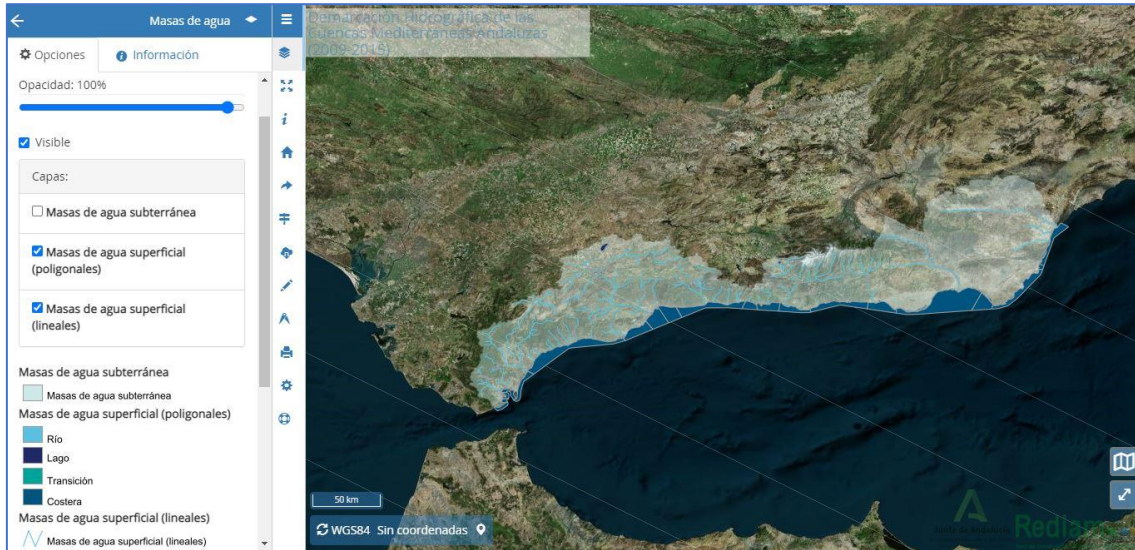 Masas de agua
Opciones
Información
Opacidad: 100%
Visible
Capas:
Masas de agua subterránea
Masas de agua superficial
(poligonales)
Masas de agua superficial
(lineales)
Masas de agua subterránea
Masas de agua subterránea
Masas de agua superficial (poligonales)
Río
Lago
Transición
Costera
Masas de agua superficial (lineales)
Masas de agua superficial (lineales)
Demarcación Hidrográfica de las
Cuencas Mediterráneas Andaluzas
(2009-2015)
50 km
WGS84 Sin coordenadas
Junta de Andalucía
Rediam